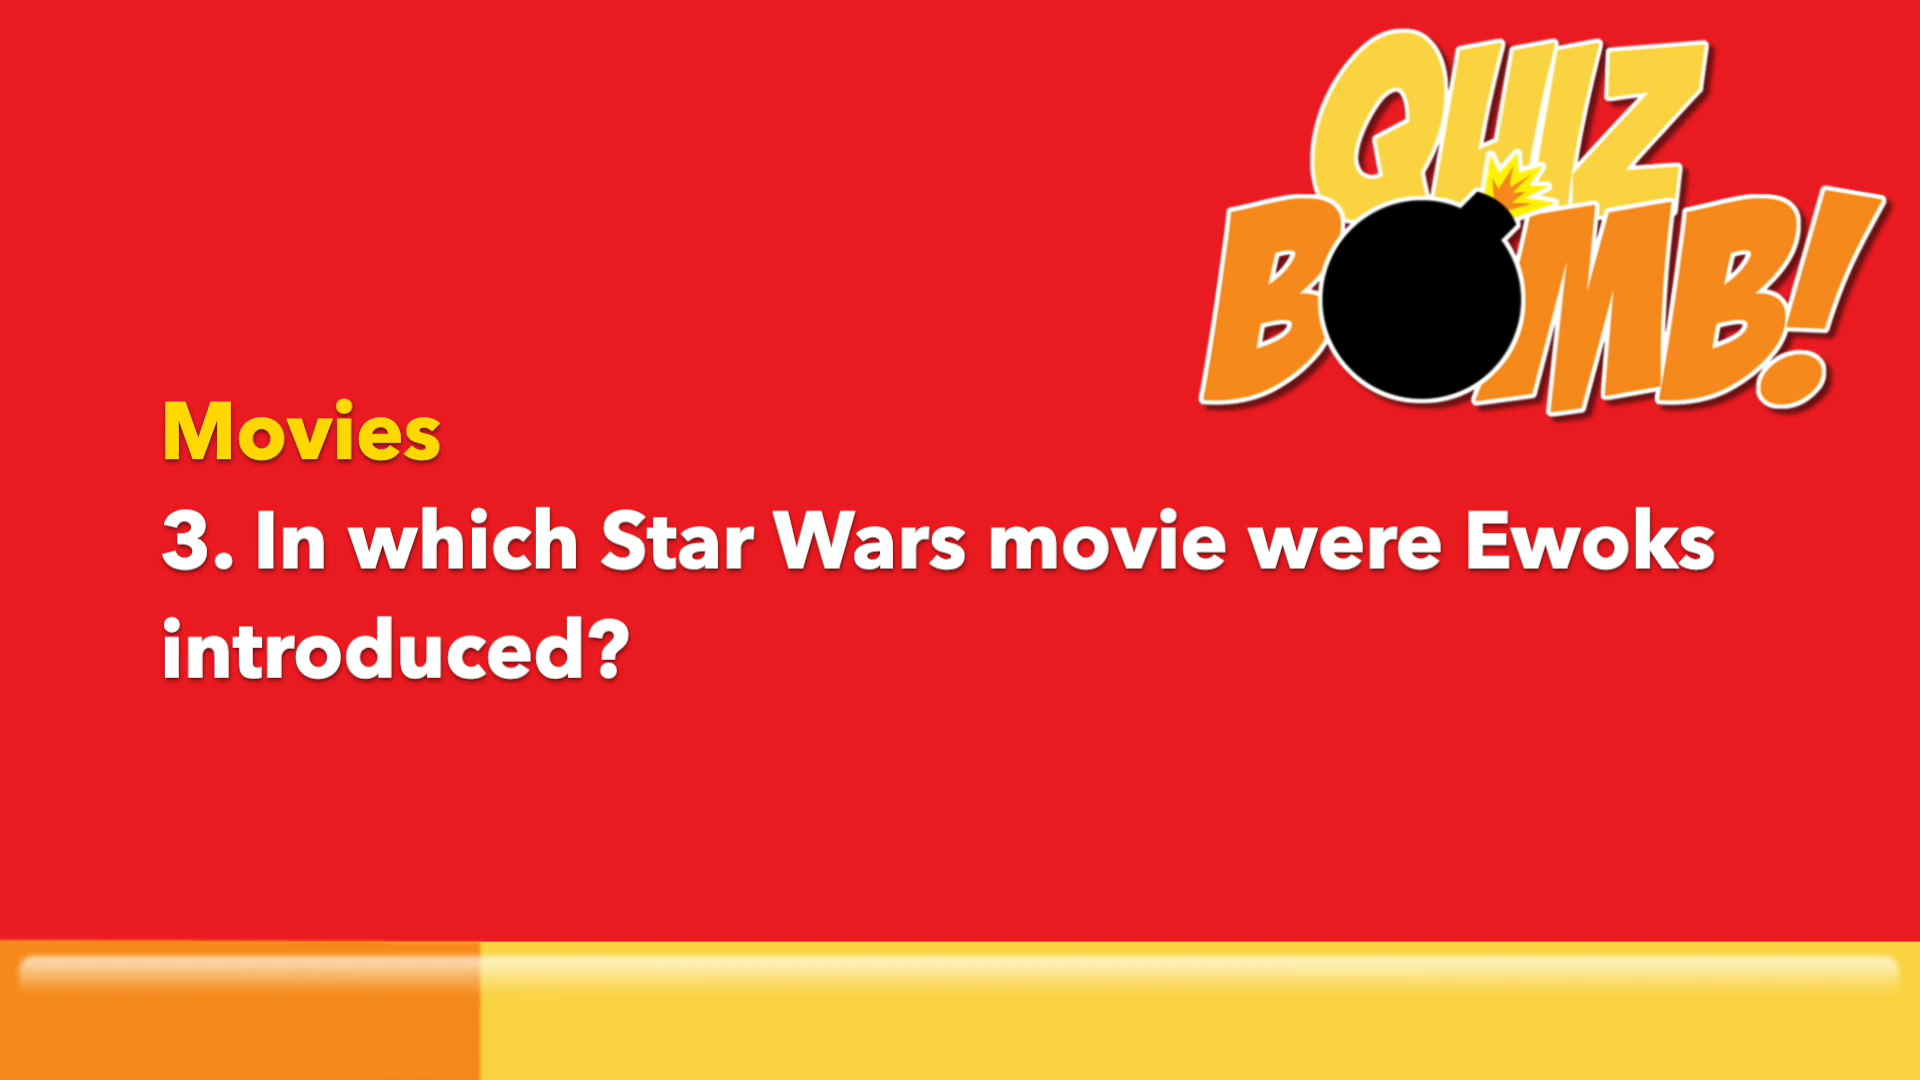 QUIZ
BOMB!
Movies
3. In which Star Wars movie were Ewoks
introduced?